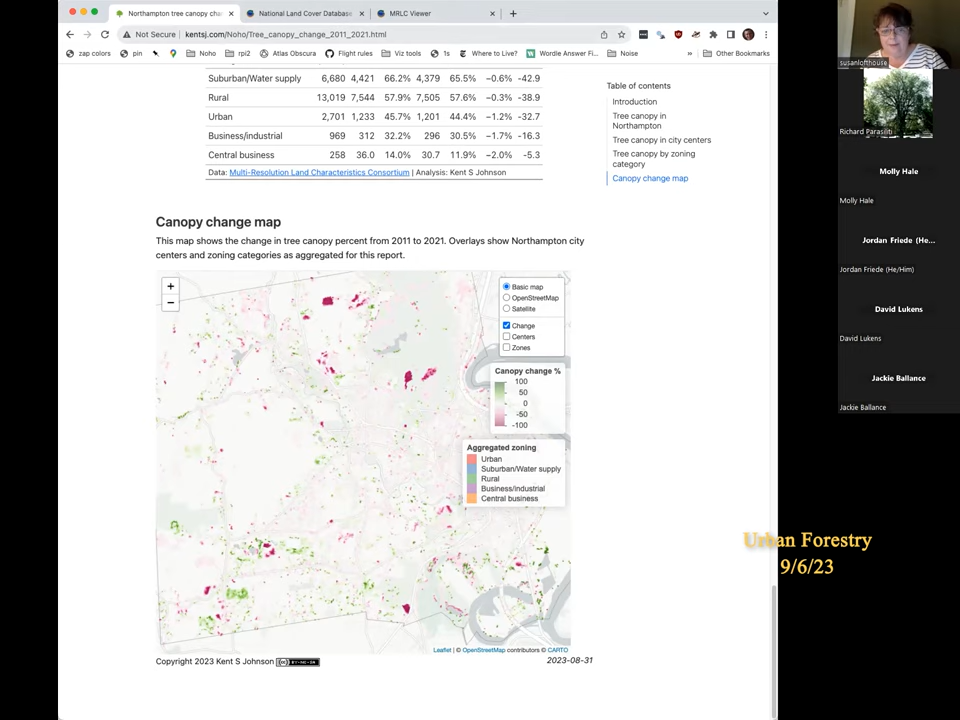 Northampton tree canopy cha
National Land Cover Database
MRLC Viewer
Not Secure | kentsj.com/Noho/Tree_canopy_change_2011_2021.html
zap colors
pin
Noho
rpi2
Atlas Obscura
Flight rules
Viz tools
1s
Where to Live?
Wordle Answer Fi...
Noise
»
Other Bookmarks
Suburban/Water supply 6,680 4,421 66.2% 4,379 65.5% −0.6% -42.9
Rural 13,019 7,544 57.9% 7,505 57.6% −0.3% -38.9
Urban 2,701 1,233 45.7% 1,201 44.4% −1.2% -32.7
Business/industrial 969 312 32.2% 296 30.5% −1.7% -16.3
Central business 258 36.0 14.0% 30.7 11.9% −2.0% -5.3
Data: Multi-Resolution Land Characteristics Consortium | Analysis: Kent S Johnson
Table of contents
Introduction
Tree canopy in
Northampton
Tree canopy in city centers
Tree canopy by zoning
category
Canopy change map
Canopy change map
This map shows the change in tree canopy percent from 2011 to 2021. Overlays show Northampton city
centers and zoning categories as aggregated for this report.
+
−
Basic map
OpenStreetMap
Satellite
Change
Centers
Zones
Canopy change %
100
50
0
-50
-100
Aggregated zoning
Urban
Suburban/Water supply
Rural
Business/industrial
Central business
Leaflet | © OpenStreetMap contributors © CARTO
Copyright 2023 Kent S Johnson
2023-08-31
susanlofthouse
Richard Parasiliti
Molly Hale
Molly Hale
Jordan Friede (He...
Jordan Friede (He/Him)
David Lukens
David Lukens
Jackie Ballance
Jackie Ballance
Urban Forestry
9/6/23